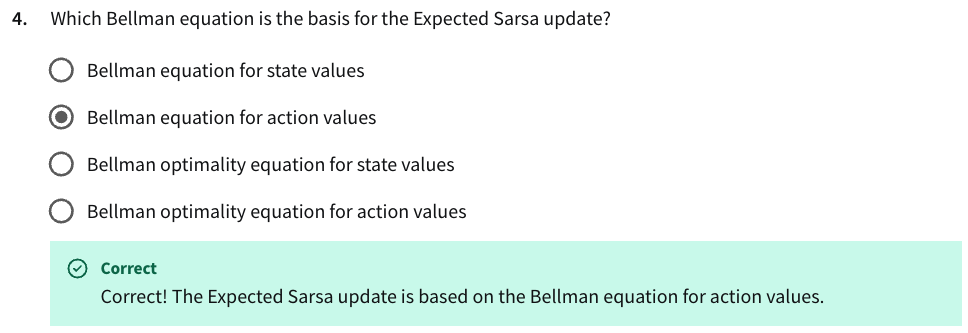 4. Which Bellman equation is the basis for the Expected Sarsa update?
Bellman equation for state values
Bellman equation for action values
Bellman optimality equation for state values
Bellman optimality equation for action values
Correct
Correct! The Expected Sarsa update is based on the Bellman equation for action values.